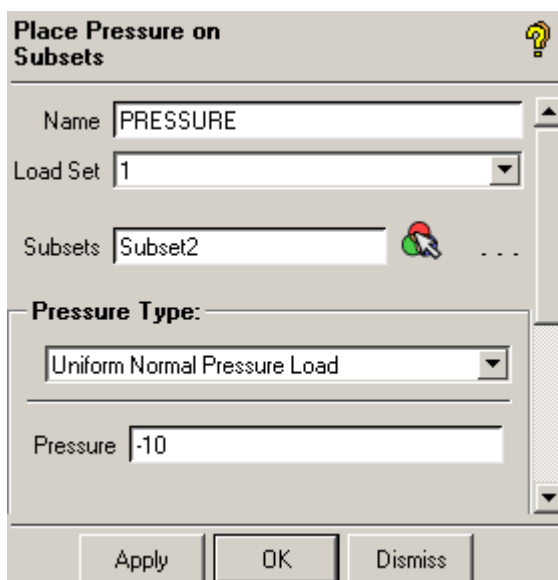 Place Pressure on
Subsets
Name PRESSURE
Load Set 1
Subsets Subset2 ...
Pressure Type:
Uniform Normal Pressure Load
Pressure -10
Apply OK Dismiss